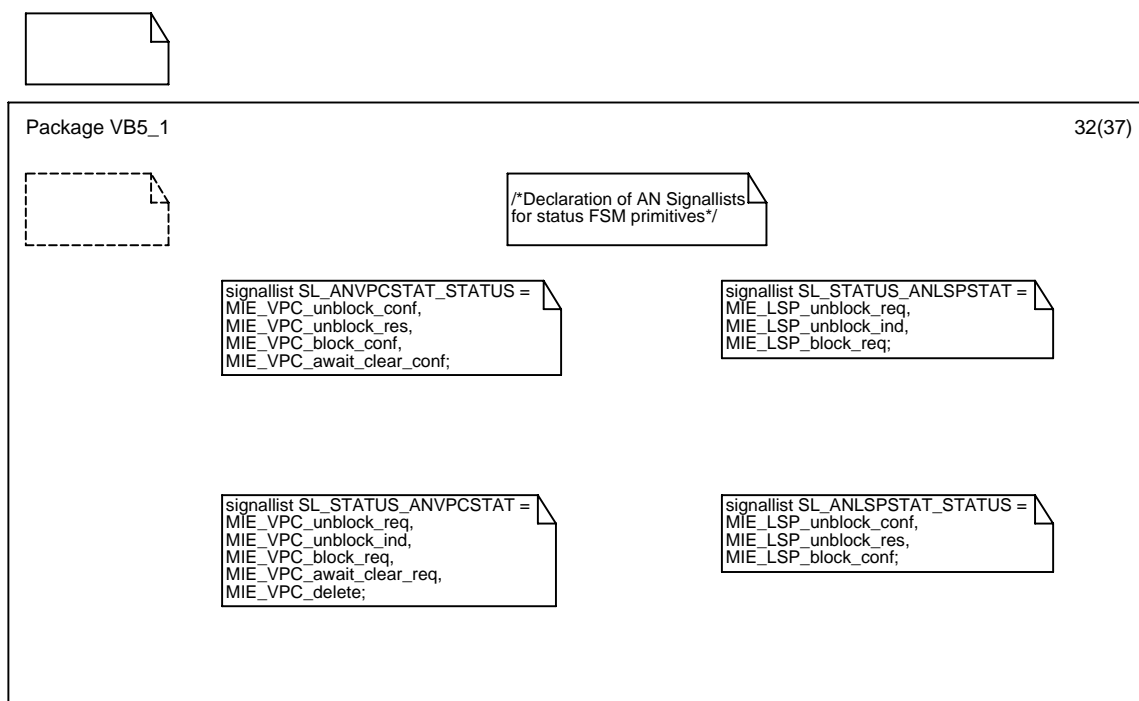 Package VB5_1
32(37)
/*Declaration of AN Signallists
for status FSM primitives*/
signallist SL_ANVPCSTAT_STATUS =
MIE_VPC_unblock_conf,
MIE_VPC_unblock_res,
MIE_VPC_block_conf,
MIE_VPC_await_clear_conf;
signallist SL_STATUS_ANLSPSTAT =
MIE_LSP_unblock_req,
MIE_LSP_unblock_ind,
MIE_LSP_block_req;
signallist SL_STATUS_ANVPCSTAT =
MIE_VPC_unblock_req,
MIE_VPC_unblock_ind,
MIE_VPC_block_req,
MIE_VPC_await_clear_req,
MIE_VPC_delete;
signallist SL_ANLSPSTAT_STATUS =
MIE_LSP_unblock_conf,
MIE_LSP_unblock_res,
MIE_LSP_block_conf;